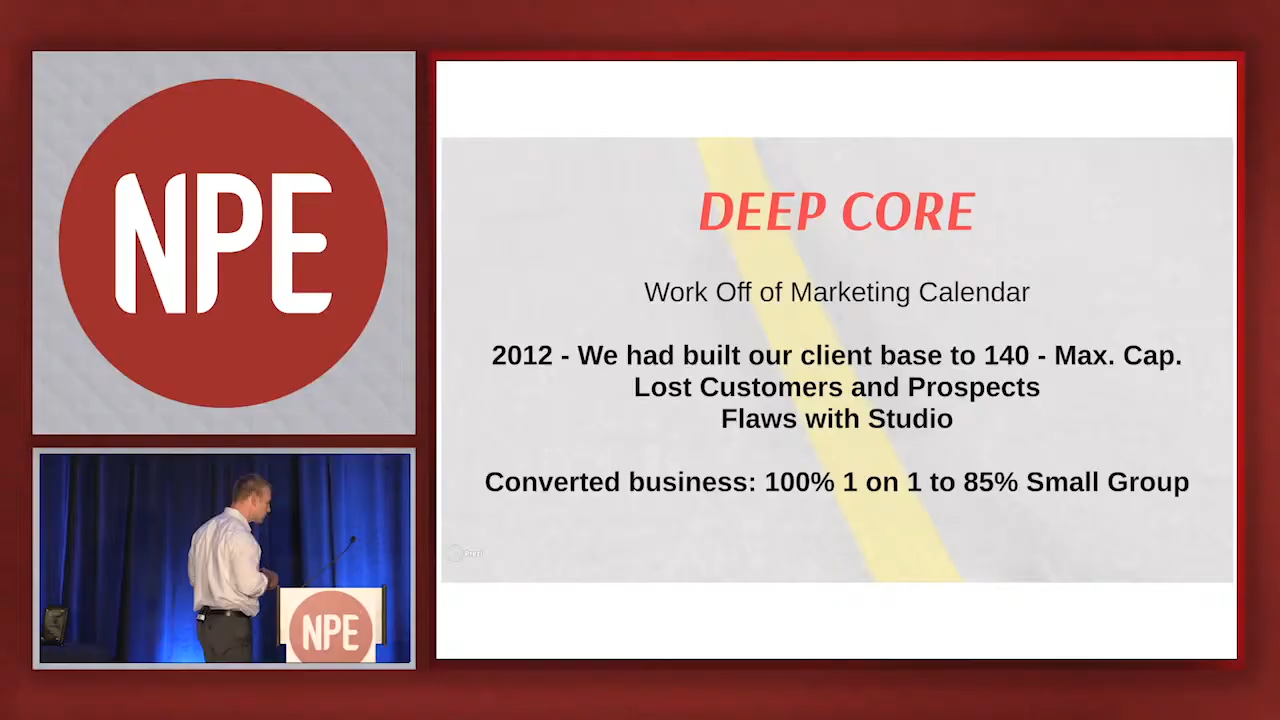 NPE
DEEP CORE
Work Off of Marketing Calendar
2012 - We had built our client base to 140 - Max. Cap.
Lost Customers and Prospects
Flaws with Studio
Converted business: 100% 1 on 1 to 85% Small Group
Prezi
NPE